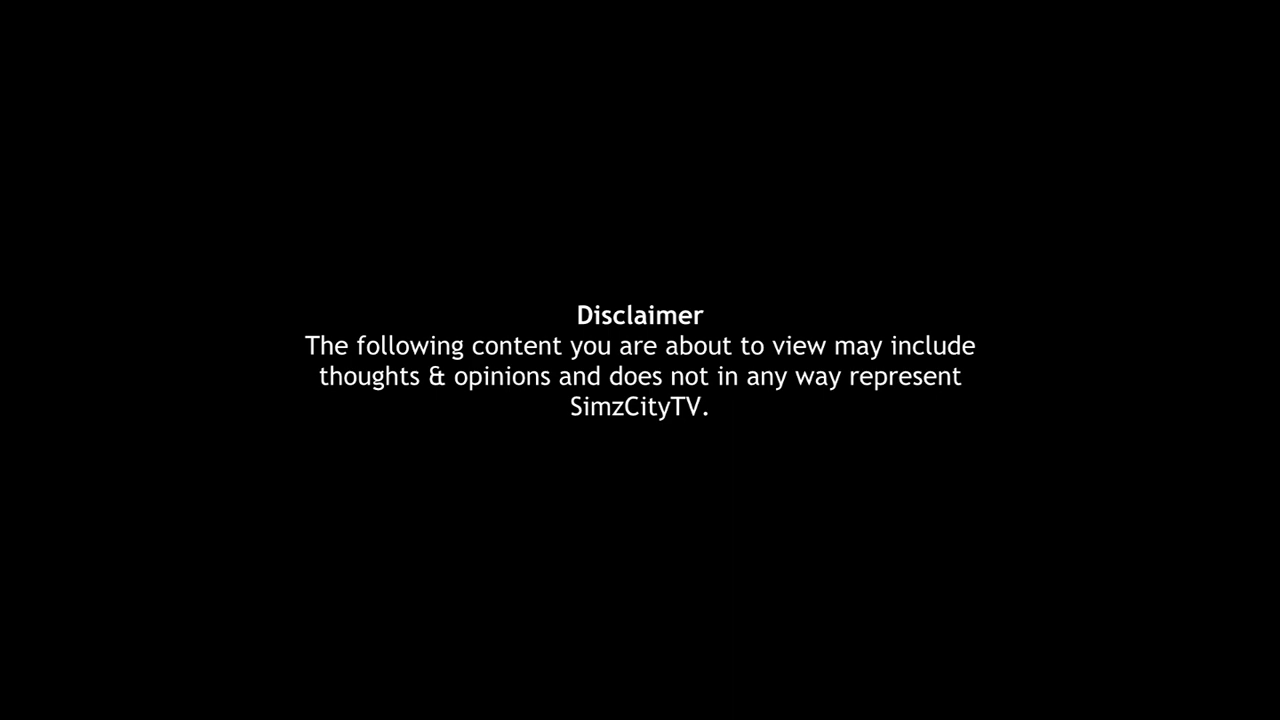 Disclaimer
The following content you are about to view may include
thoughts & opinions and does not in any way represent
SimzCityTV.